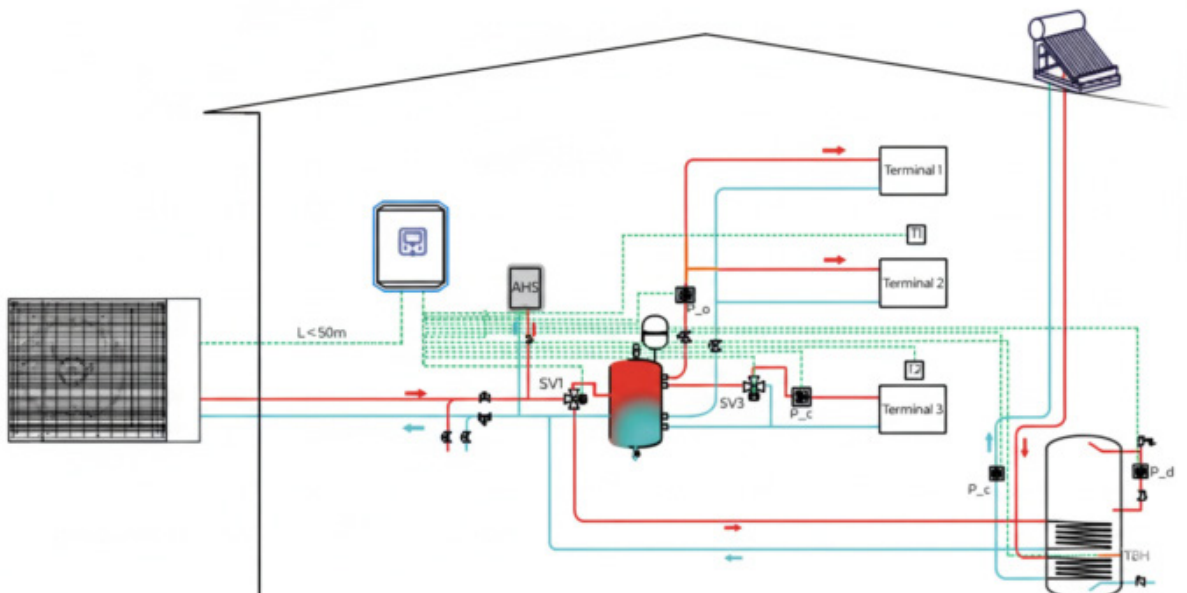 Terminal 1
T1
Terminal 2
AHS
P_o
L<50m
T2
SV1
SV3
P_c
Terminal 3
P_c
P_d
TBH